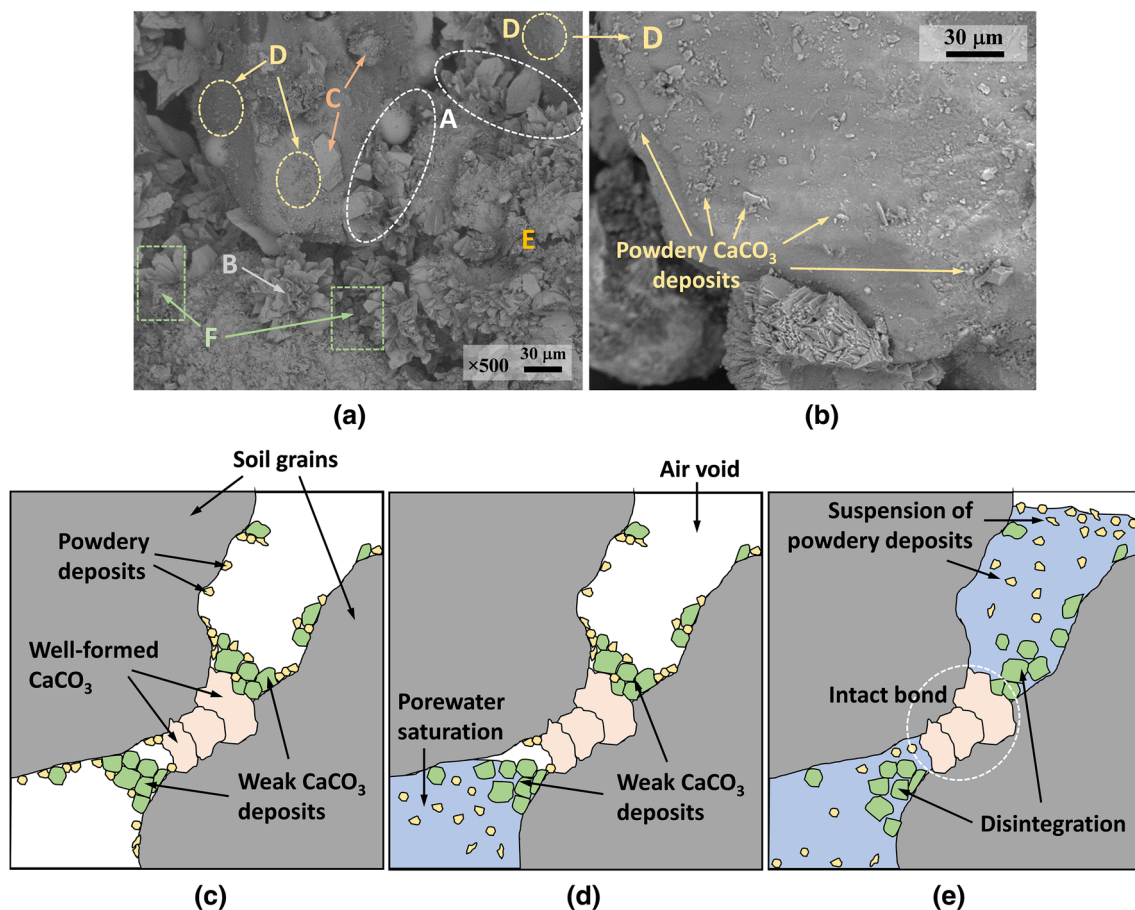 D
C
A
B
E
F
×500
30 μm
(a)
D
D
30 μm
Powdery CaCO₃
deposits
(b)
Soil grains
Powdery
deposits
Well-formed
CaCO₃
Weak CaCO₃
deposits
(c)
Air void
Porewater
saturation
Weak CaCO₃
deposits
(d)
Suspension of
powdery deposits
Intact bond
Disintegration
(e)